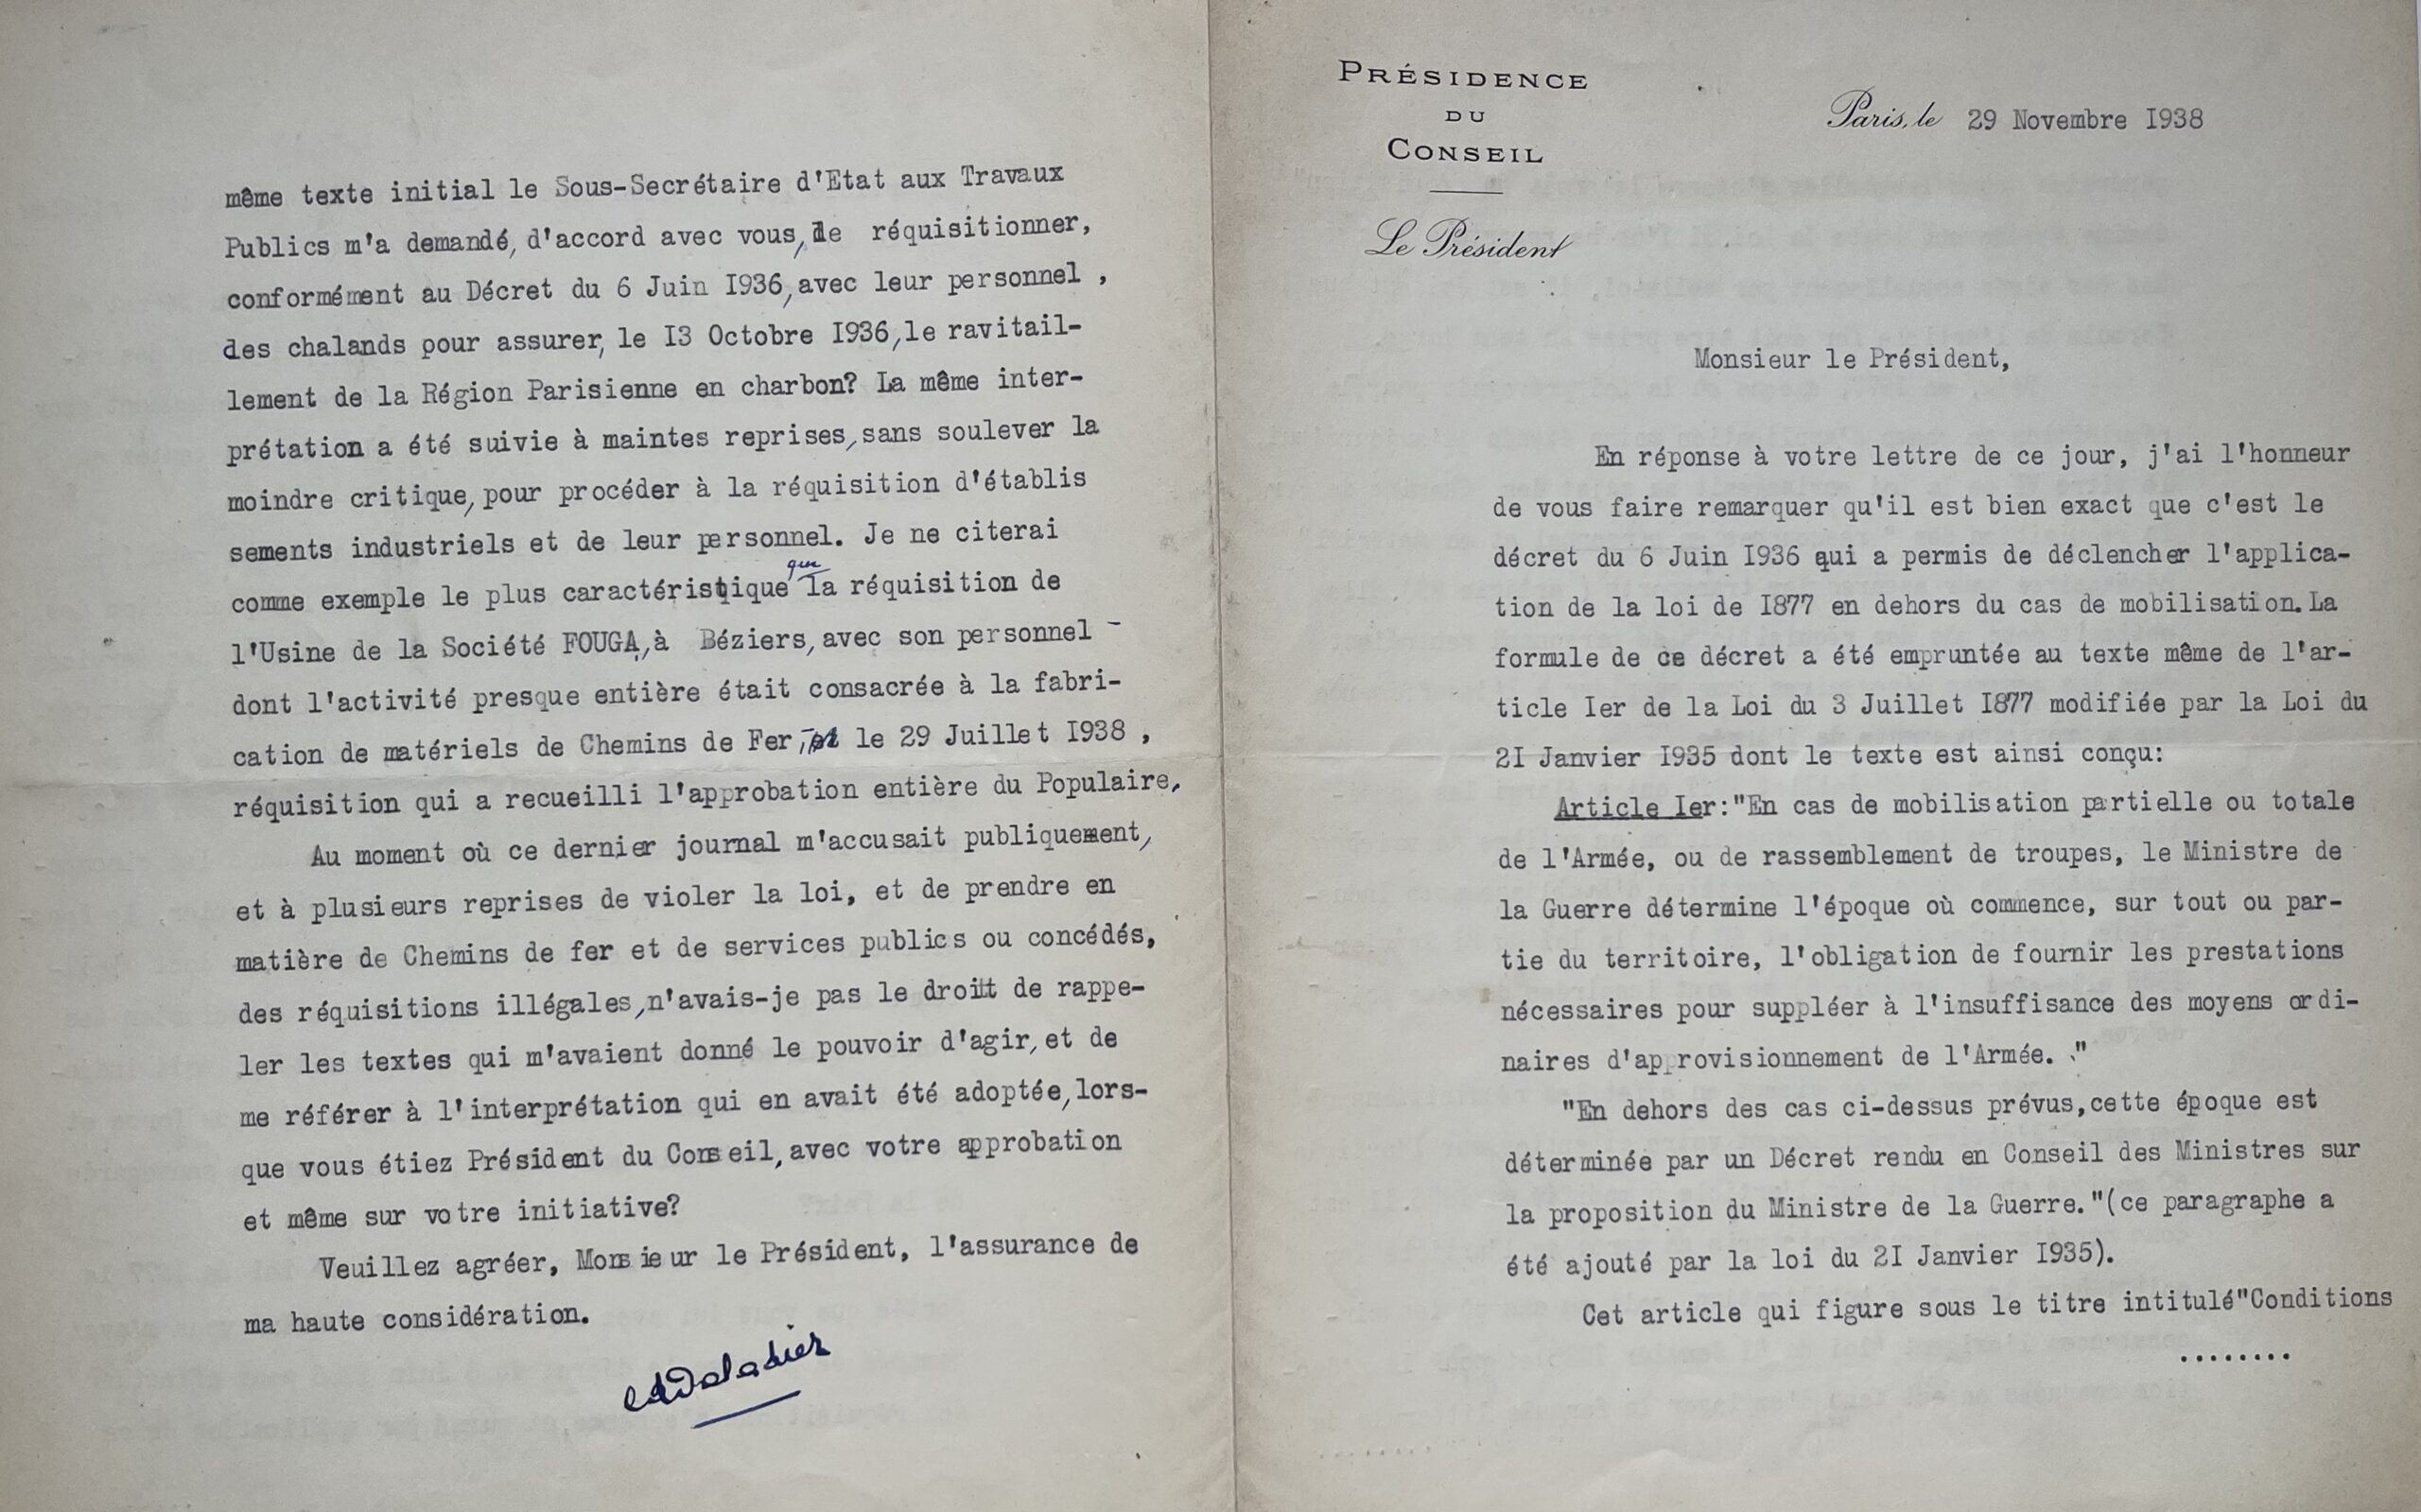 PRÉSIDENCE
DU
CONSEIL
Le Président
Paris, le 29 Novembre I938
Monsieur le Président,
En réponse à votre lettre de ce jour, j'ai l'honneur
de vous faire remarquer qu'il est bien exact que c'est le
décret du 6 Juin I936 qui a permis de déclencher l'applica-
tion de la loi de I877 en dehors du cas de mobilisation. La
formule de ce décret a été empruntée au texte même de l'ar-
ticle Ier de la Loi du 3 Juillet I877 modifiée par la Loi du
2I Janvier I935 dont le texte est ainsi conçu:
Article Ier:"En cas de mobilisation partielle ou totale
de l'Armée, ou de rassemblement de troupes, le Ministre de
la Guerre détermine l'époque où commence, sur tout ou par-
tie du territoire, l'obligation de fournir les prestations
nécessaires pour suppléer à l'insuffisance des moyens ordi-
naires d'approvisionnement de l'Armée. "
"En dehors des cas ci-dessus prévus,cette époque est
déterminée par un Décret rendu en Conseil des Ministres sur
la proposition du Ministre de la Guerre."(ce paragraphe a
été ajouté par la loi du 2I Janvier I935).
Cet article qui figure sous le titre intitulé"Conditions
........
même texte initial le Sous-Secrétaire d'Etat aux Travaux
Publics m'a demandé, d'accord avec vous, de réquisitionner,
conformément au Décret du 6 Juin I936, avec leur personnel ,
des chalands pour assurer, le I3 Octobre I936, le ravitail-
lement de la Région Parisienne en charbon? La même inter-
prétation a été suivie à maintes reprises, sans soulever la
moindre critique, pour procéder à la réquisition d'établis
sements industriels et de leur personnel. Je ne citerai
comme exemple le plus caractéristique que la réquisition de
l'Usine de la Société FOUGA, à Béziers, avec son personnel -
dont l'activité presque entière était consacrée à la fabri-
cation de matériels de Chemins de Fer, le 29 Juillet I938 ,
réquisition qui a recueilli l'approbation entière du Populaire.
Au moment où ce dernier journal m'accusait publiquement,
et à plusieurs reprises de violer la loi, et de prendre en
matière de Chemins de fer et de services publics ou concédés,
des réquisitions illégales, n'avais-je pas le droit de rappe-
ler les textes qui m'avaient donné le pouvoir d'agir, et de
me référer à l'interprétation qui en avait été adoptée, lors-
que vous étiez Président du Conseil, avec votre approbation
et même sur votre initiative?
Veuillez agréer, Monsieur le Président, l'assurance de
ma haute considération.
edDaladier